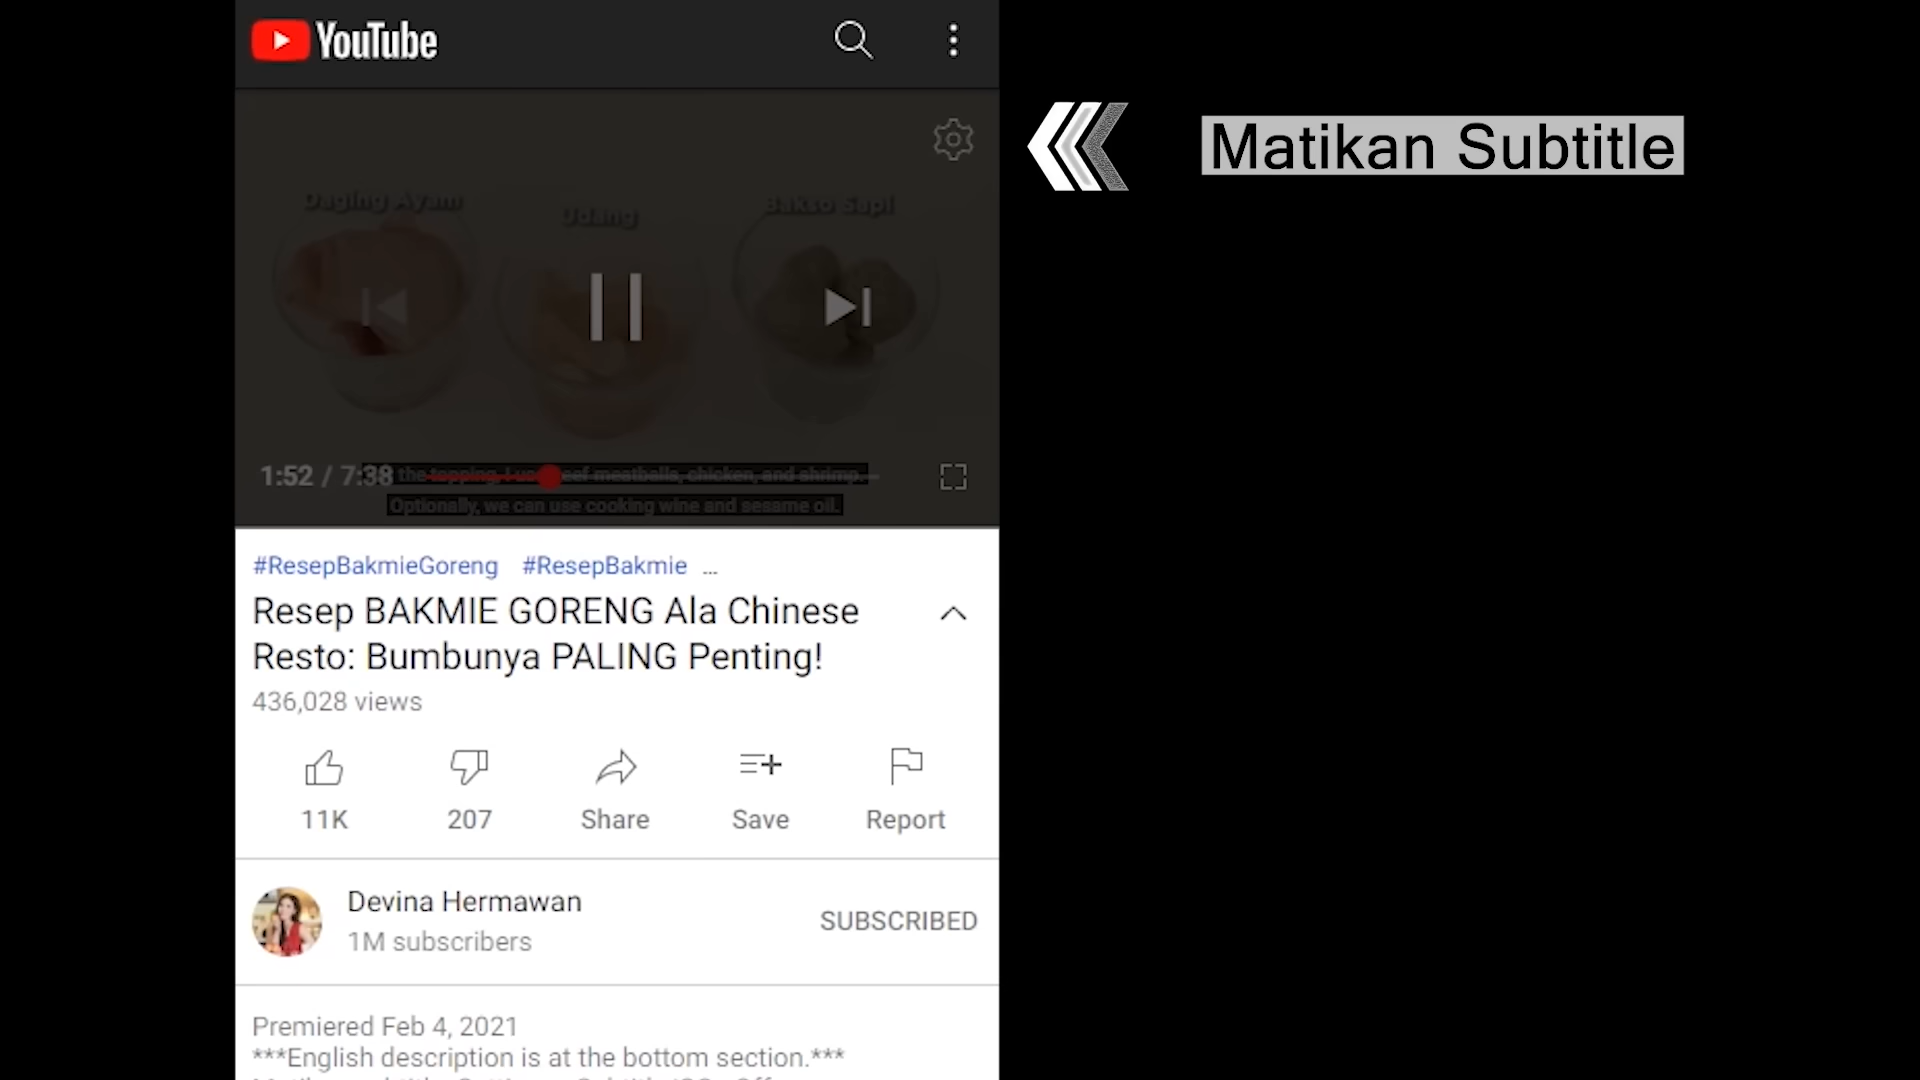 YouTube
Matikan Subtitle
Daging Ayam
Udang
Bakso Sapi
1:52 / 7:38
the topping, I use beef meatballs, chicken, and shrimp.
Optionally, we can use cooking wine and sesame oil.
#ResepBakmieGoreng #ResepBakmie ...
Resep BAKMIE GORENG Ala Chinese
Resto: Bumbunya PALING Penting!
436,028 views
11K
207
Share
Save
Report
Devina Hermawan
1M subscribers
SUBSCRIBED
Premiered Feb 4, 2021
***English description is at the bottom section.***